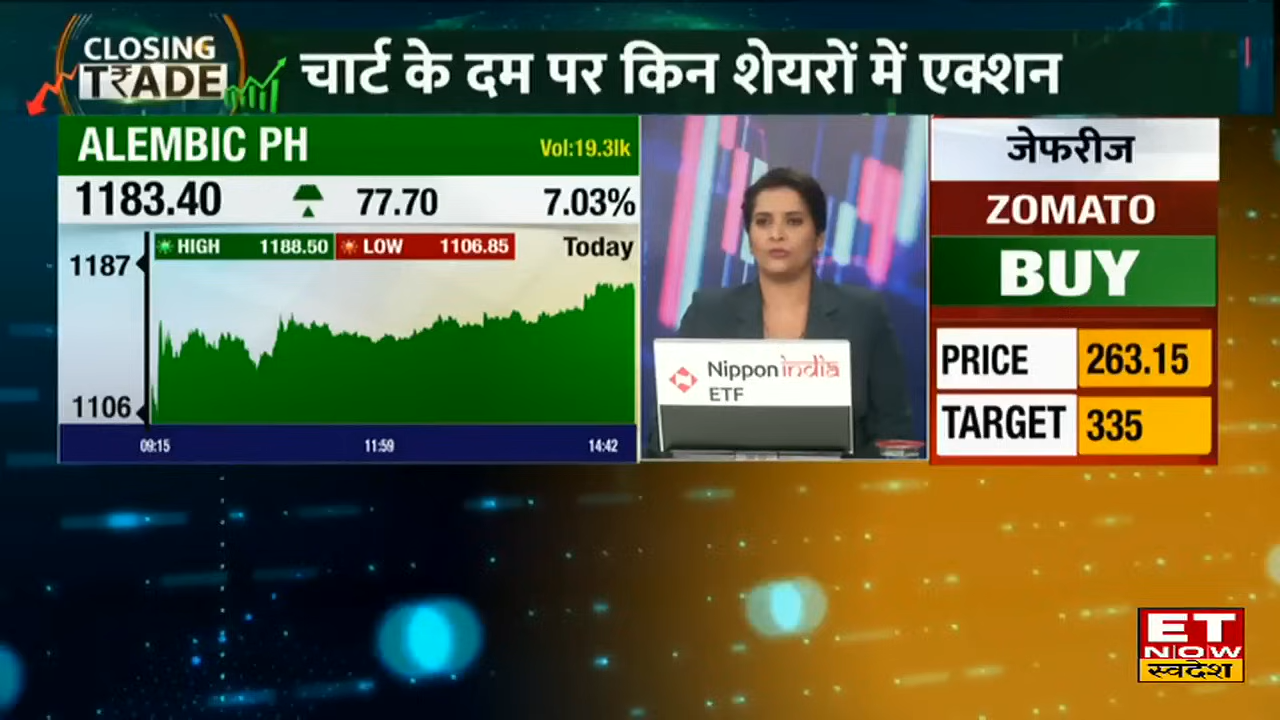 CLOSING
TRADE
चार्ट के दम पर किन शेयरों में एक्शन
ALEMBIC PH
Vol:19.3lk
1183.40 77.70 7.03%
HIGH 1188.50 LOW 1106.85 Today
1187
1106
09:15 11:59 14:42
Nippon india
ETF
जेफरीज
ZOMATO
BUY
PRICE 263.15
TARGET 335
ET
NOW
स्वदेश